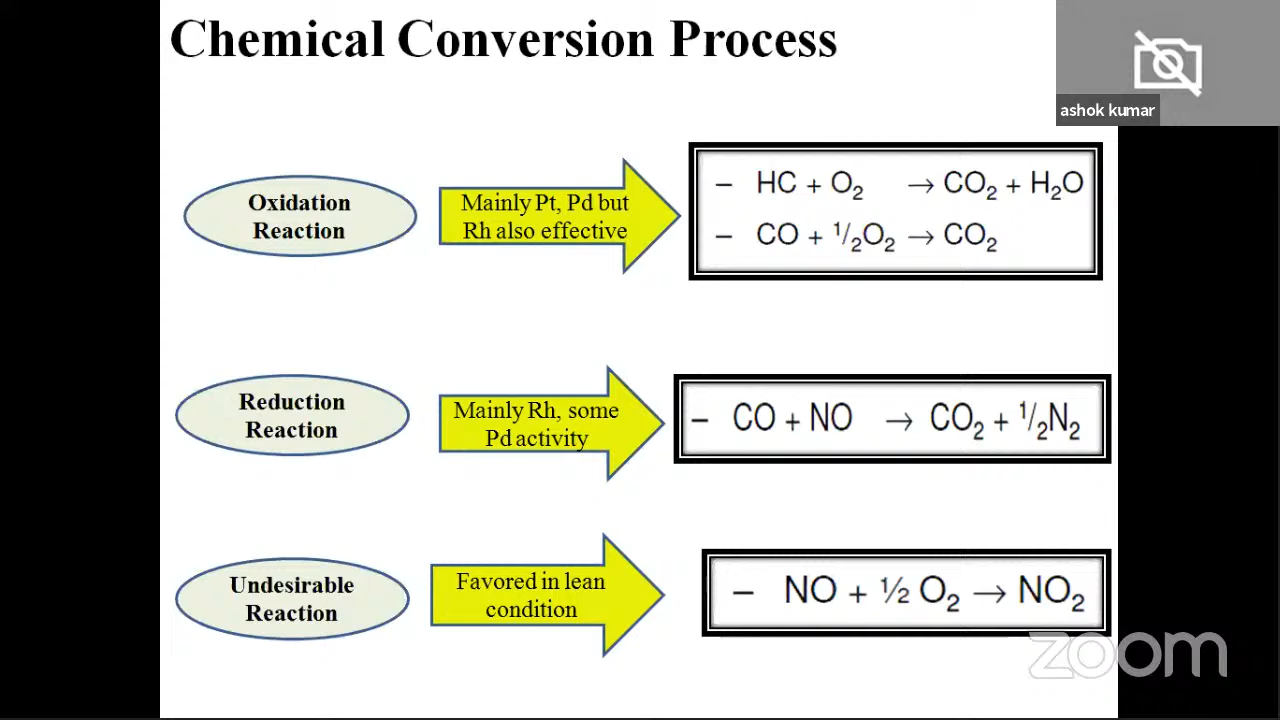 Chemical Conversion Process
ashok kumar
Oxidation
Reaction
Mainly Pt, Pd but
Rh also effective
– HC + O₂ → CO₂ + H₂O
– CO + ¹/₂O₂ → CO₂
Reduction
Reaction
Mainly Rh, some
Pd activity
– CO + NO → CO₂ + ¹/₂N₂
Undesirable
Reaction
Favored in lean
condition
– NO + ½ O₂ → NO₂
zoom